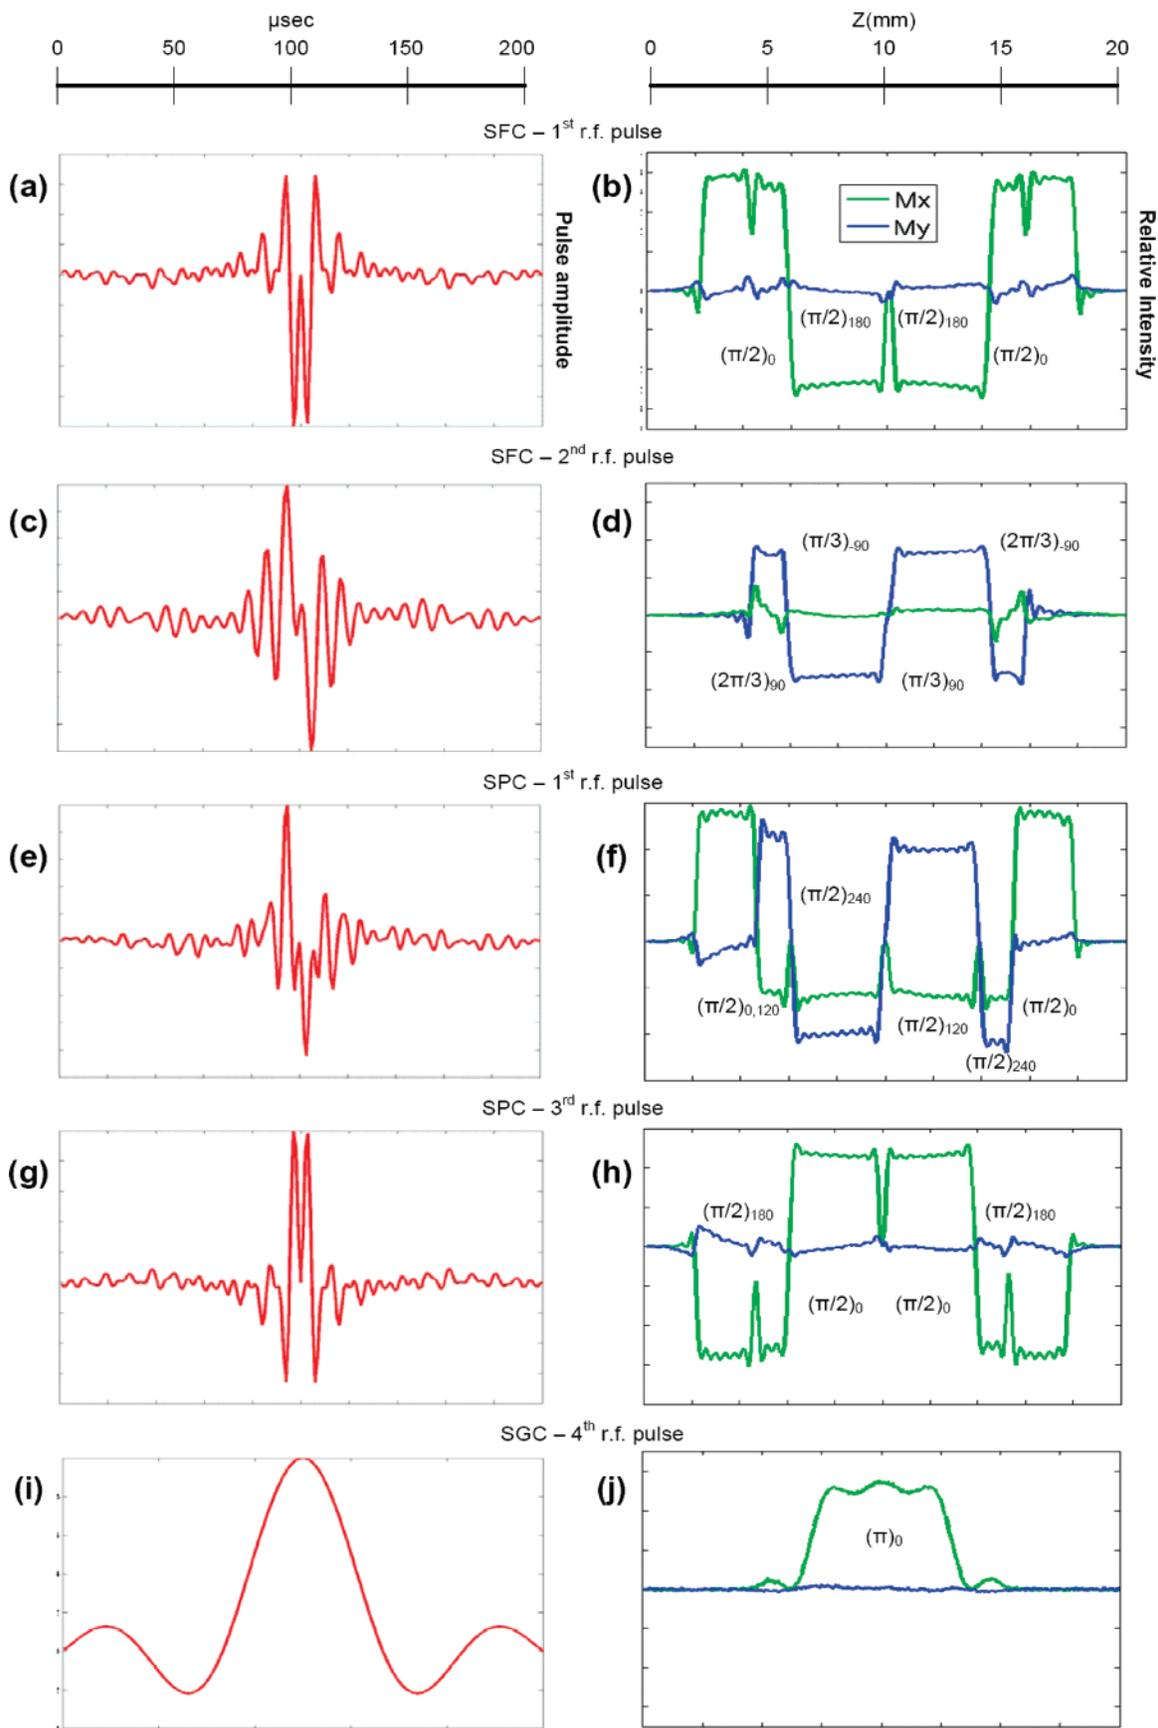 μsec Z(mm)
0 50 100 150 200 0 5 10 15 20
SFC – 1st r.f. pulse
(a) Pulse amplitude (b) Mx Relative Intensity
My
(π/2)180 (π/2)180
(π/2)0 (π/2)0
SFC – 2nd r.f. pulse
(c) (d) (π/3)-90 (2π/3)-90
(2π/3)90 (π/3)90
SPC – 1st r.f. pulse
(e) (f)
(π/2)240
(π/2)0,120 (π/2)120 (π/2)0
(π/2)240
SPC – 3rd r.f. pulse
(g) (h)
(π/2)180 (π/2)180
(π/2)0 (π/2)0
SGC – 4th r.f. pulse
(i) (j)
(π)0